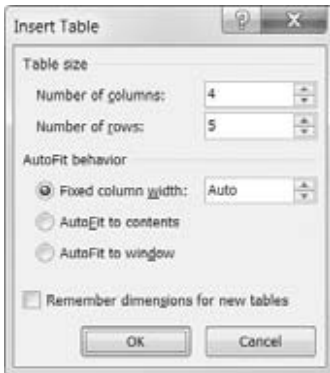 Insert Table
Table size
Number of columns: 4
Number of rows: 5
AutoFit behavior
Fixed column width: Auto
AutoFit to contents
AutoFit to window
Remember dimensions for new tables
OK Cancel